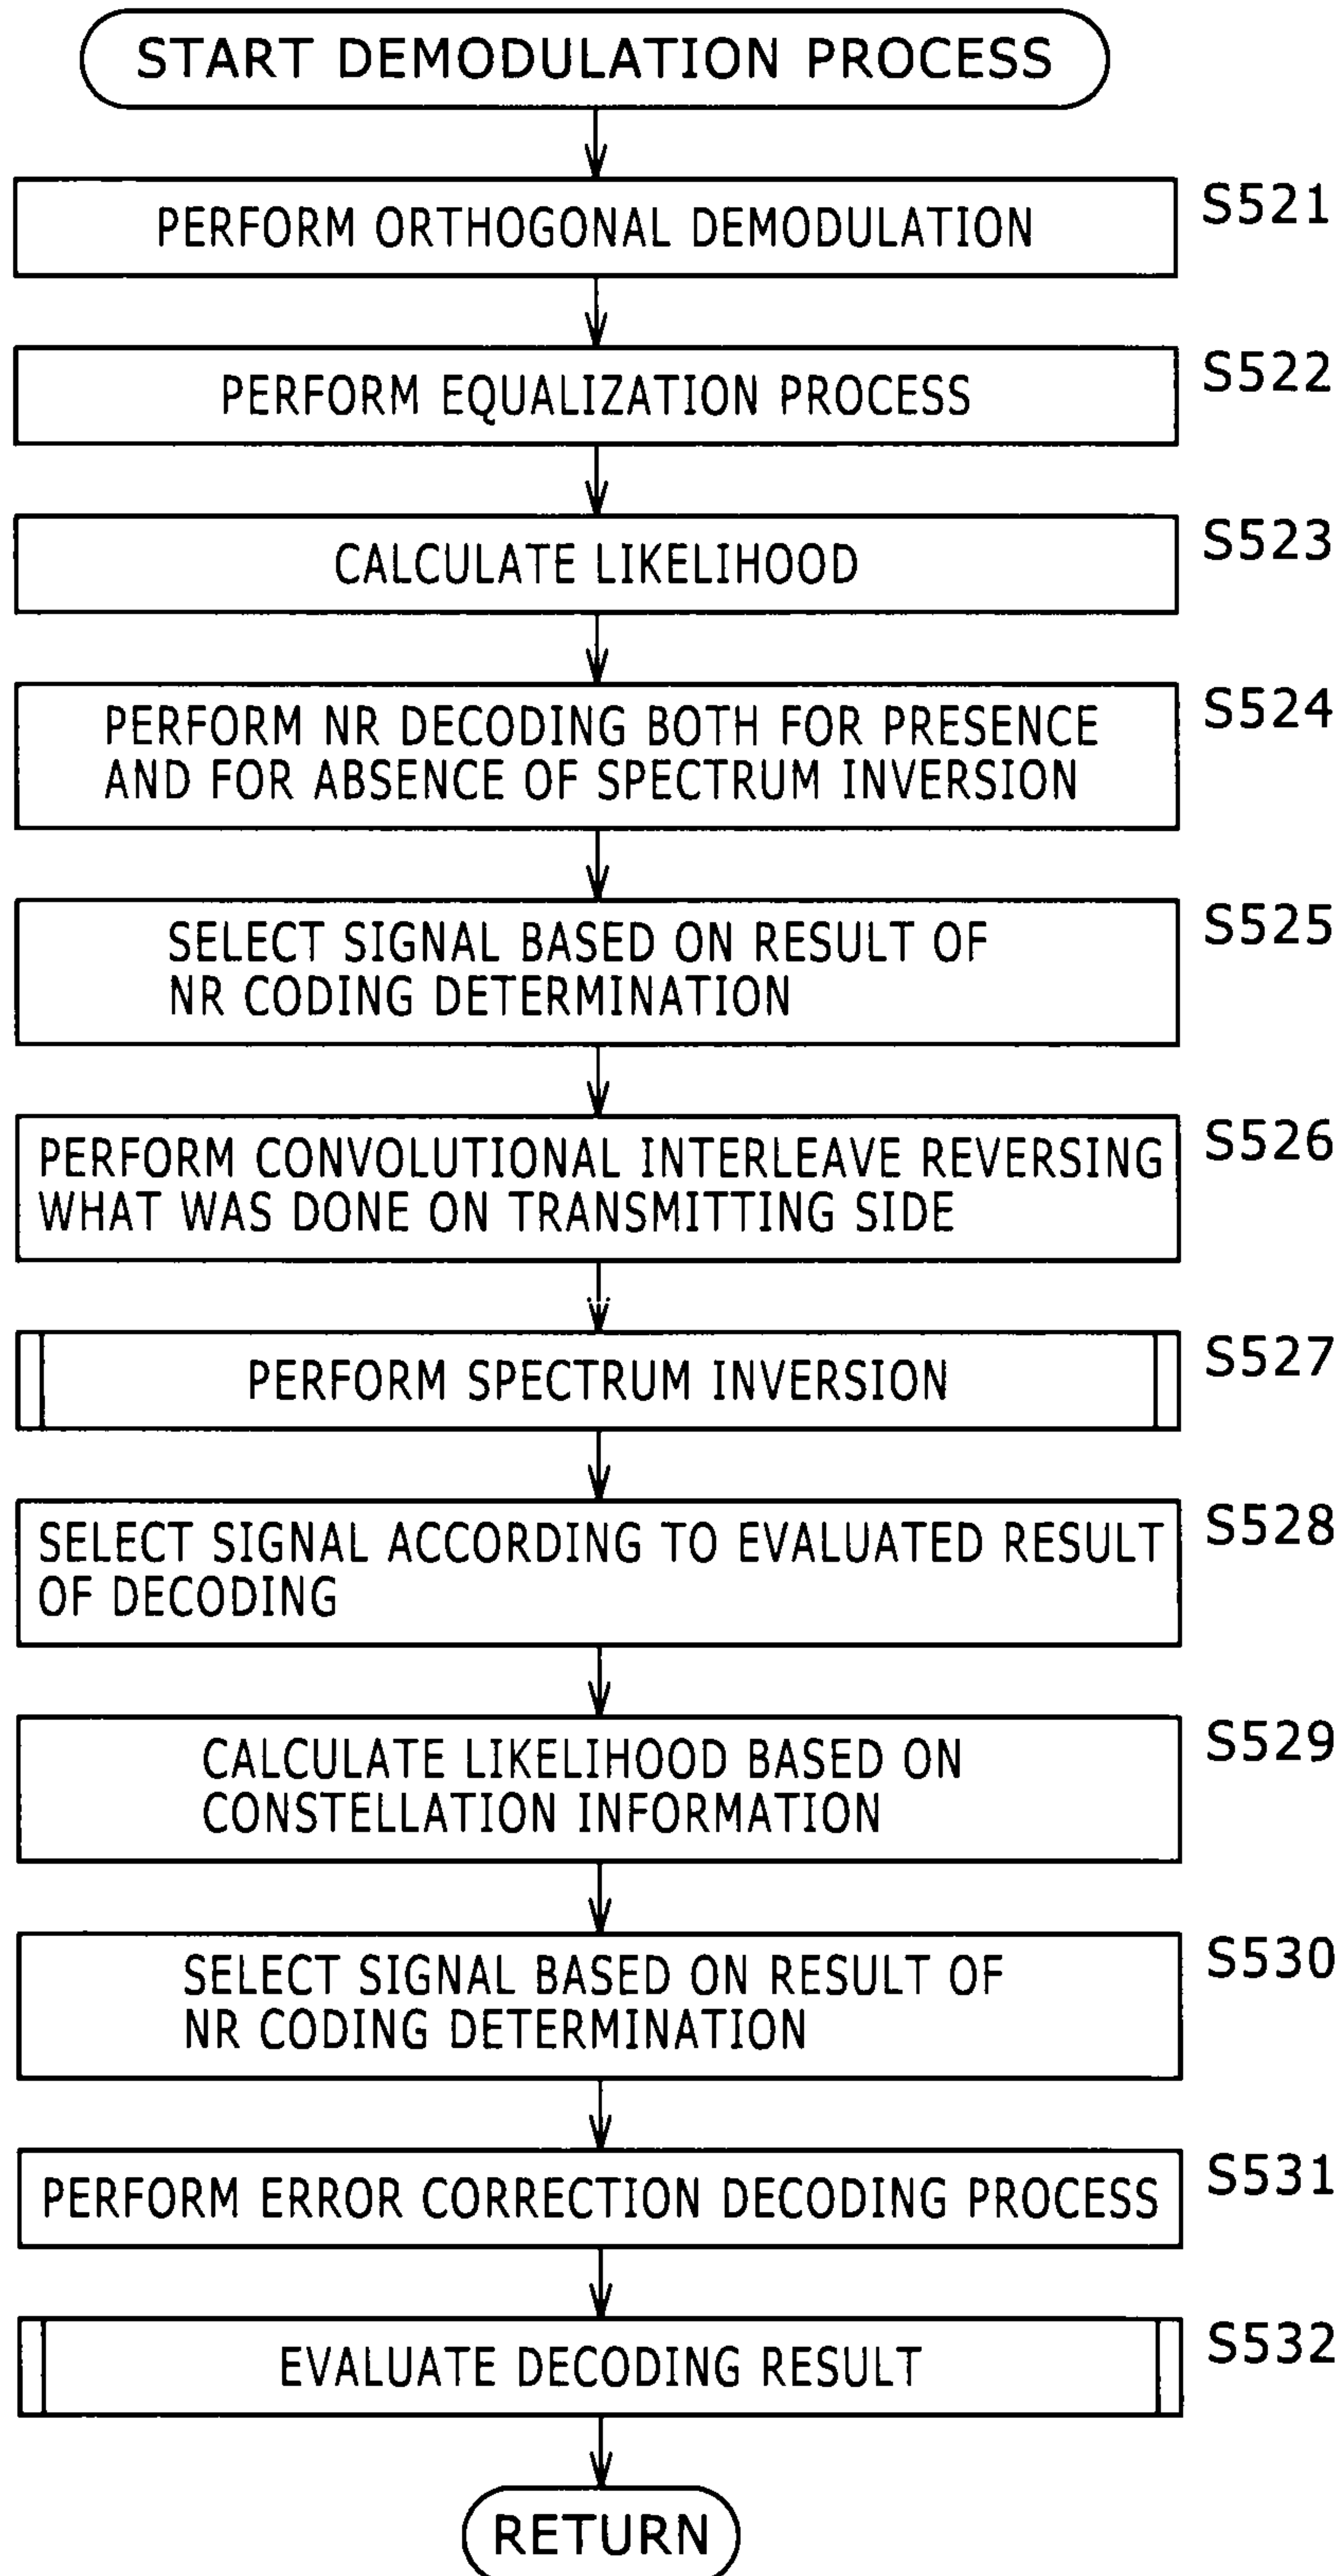 START DEMODULATION PROCESS
PERFORM ORTHOGONAL DEMODULATION
S521
PERFORM EQUALIZATION PROCESS
S522
CALCULATE LIKELIHOOD
S523
PERFORM NR DECODING BOTH FOR PRESENCE
AND FOR ABSENCE OF SPECTRUM INVERSION
S524
SELECT SIGNAL BASED ON RESULT OF
NR CODING DETERMINATION
S525
PERFORM CONVOLUTIONAL INTERLEAVE REVERSING
WHAT WAS DONE ON TRANSMITTING SIDE
S526
PERFORM SPECTRUM INVERSION
S527
SELECT SIGNAL ACCORDING TO EVALUATED RESULT
OF DECODING
S528
CALCULATE LIKELIHOOD BASED ON
CONSTELLATION INFORMATION
S529
SELECT SIGNAL BASED ON RESULT OF
NR CODING DETERMINATION
S530
PERFORM ERROR CORRECTION DECODING PROCESS
S531
EVALUATE DECODING RESULT
S532
RETURN